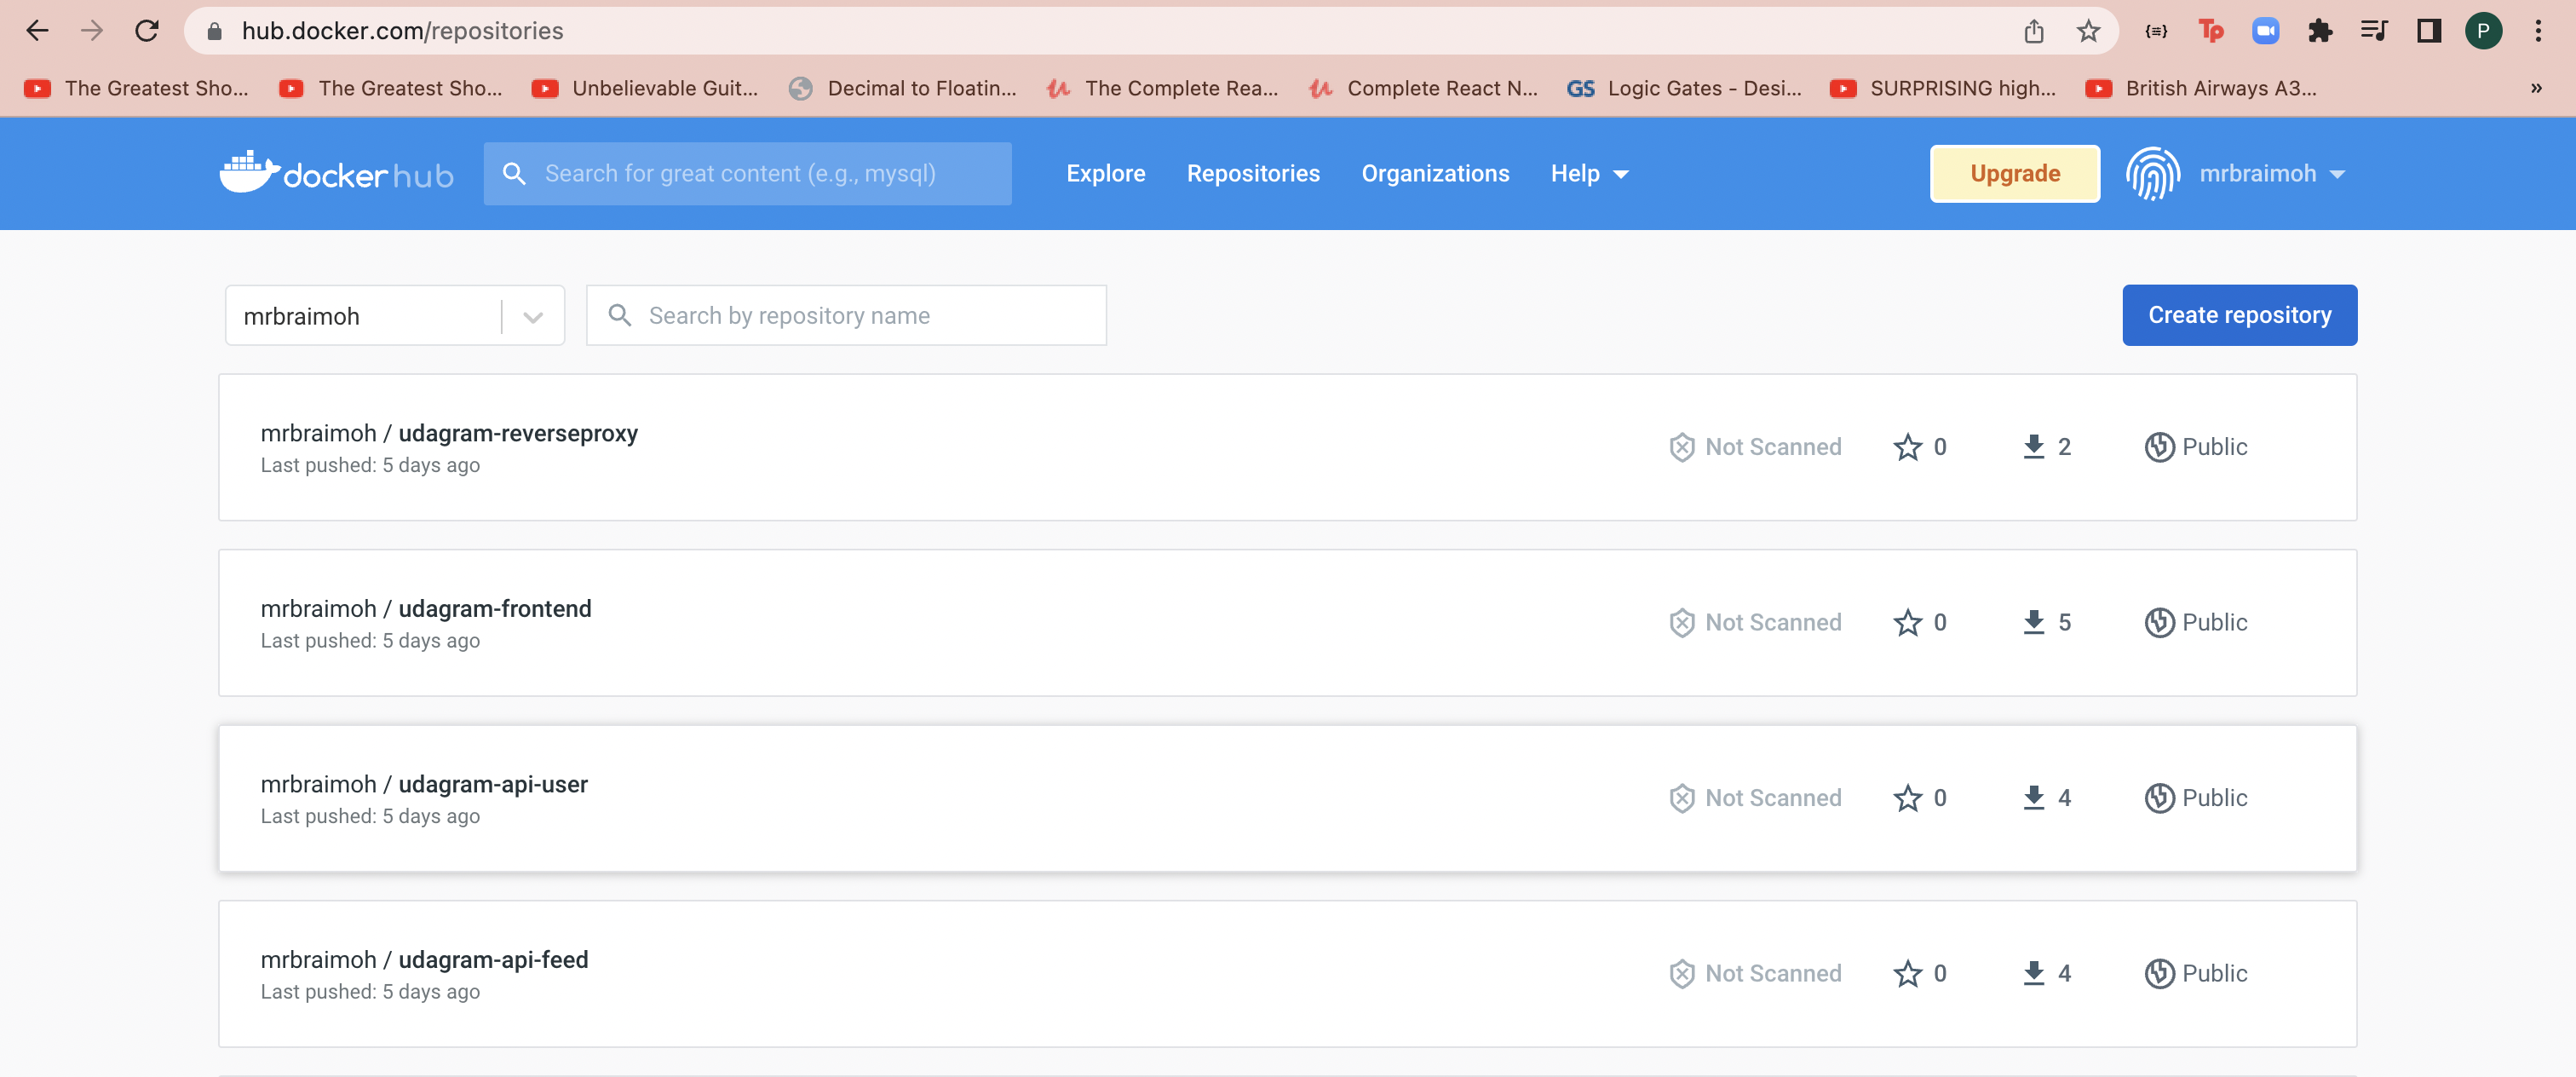 hub.docker.com/repositories
P
The Greatest Sho...
The Greatest Sho...
Unbelievable Guit...
Decimal to Floatin...
The Complete Rea...
Complete React N...
GS Logic Gates - Desi...
SURPRISING high...
British Airways A3...
»
dockerhub
Search for great content (e.g., mysql)
Explore
Repositories
Organizations
Help
Upgrade
mrbraimoh
mrbraimoh
Search by repository name
Create repository
mrbraimoh / udagram-reverseproxy
Last pushed: 5 days ago
Not Scanned
0
2
Public
mrbraimoh / udagram-frontend
Last pushed: 5 days ago
Not Scanned
0
5
Public
mrbraimoh / udagram-api-user
Last pushed: 5 days ago
Not Scanned
0
4
Public
mrbraimoh / udagram-api-feed
Last pushed: 5 days ago
Not Scanned
0
4
Public